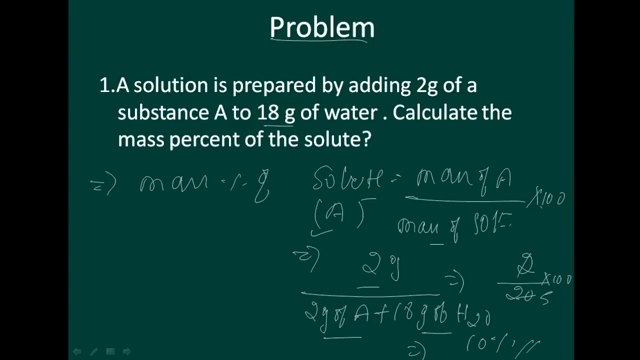 Problem
1.A solution is prepared by adding 2g of a
substance A to 18 g of water . Calculate the
mass percent of the solute?
⇒ mass % of solute = mass of A / mass of sol × 100
(A)
⇒ 2g / 2g of A + 18g of H2O ⇒ 2 / 20 × 100
⇒ 10%